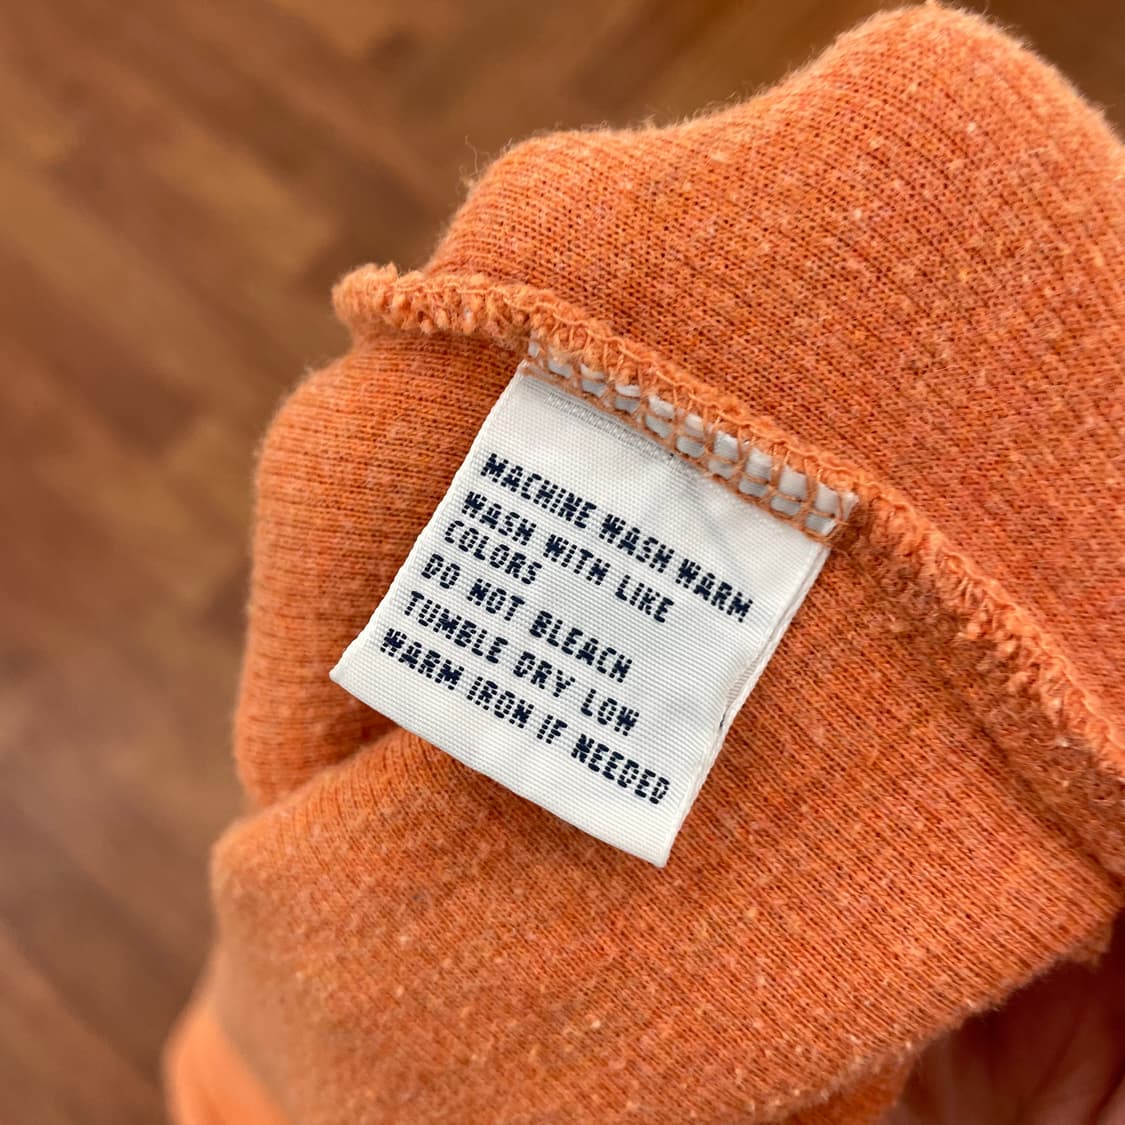 MACHINE WASH WARM
WASH WITH LIKE
COLORS
DO NOT BLEACH
TUMBLE DRY LOW
WARM IRON IF NEEDED